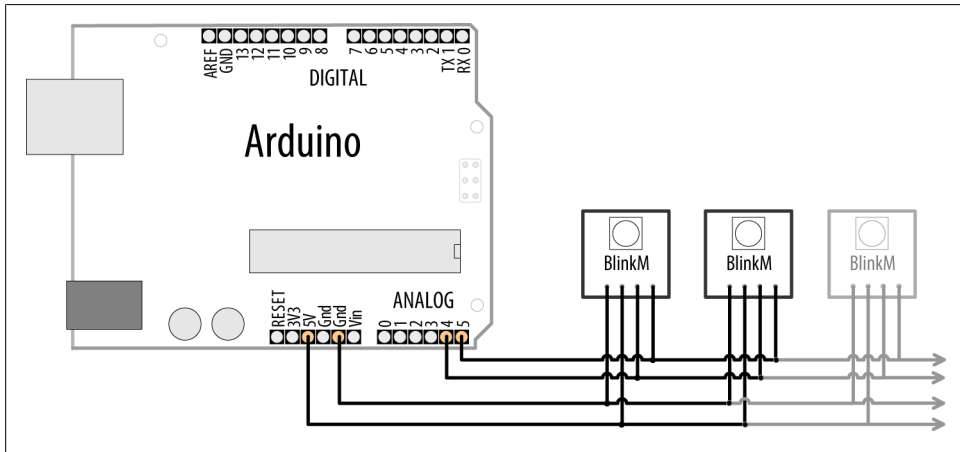 AREF
GND
13
12
11
10
9
8
7
6
5
4
3
2
TX 1
RX 0
DIGITAL
Arduino
BlinkM
BlinkM
BlinkM
ANALOG
RESET
3V3
5V
Gnd
Gnd
Vin
0
1
2
3
4
5